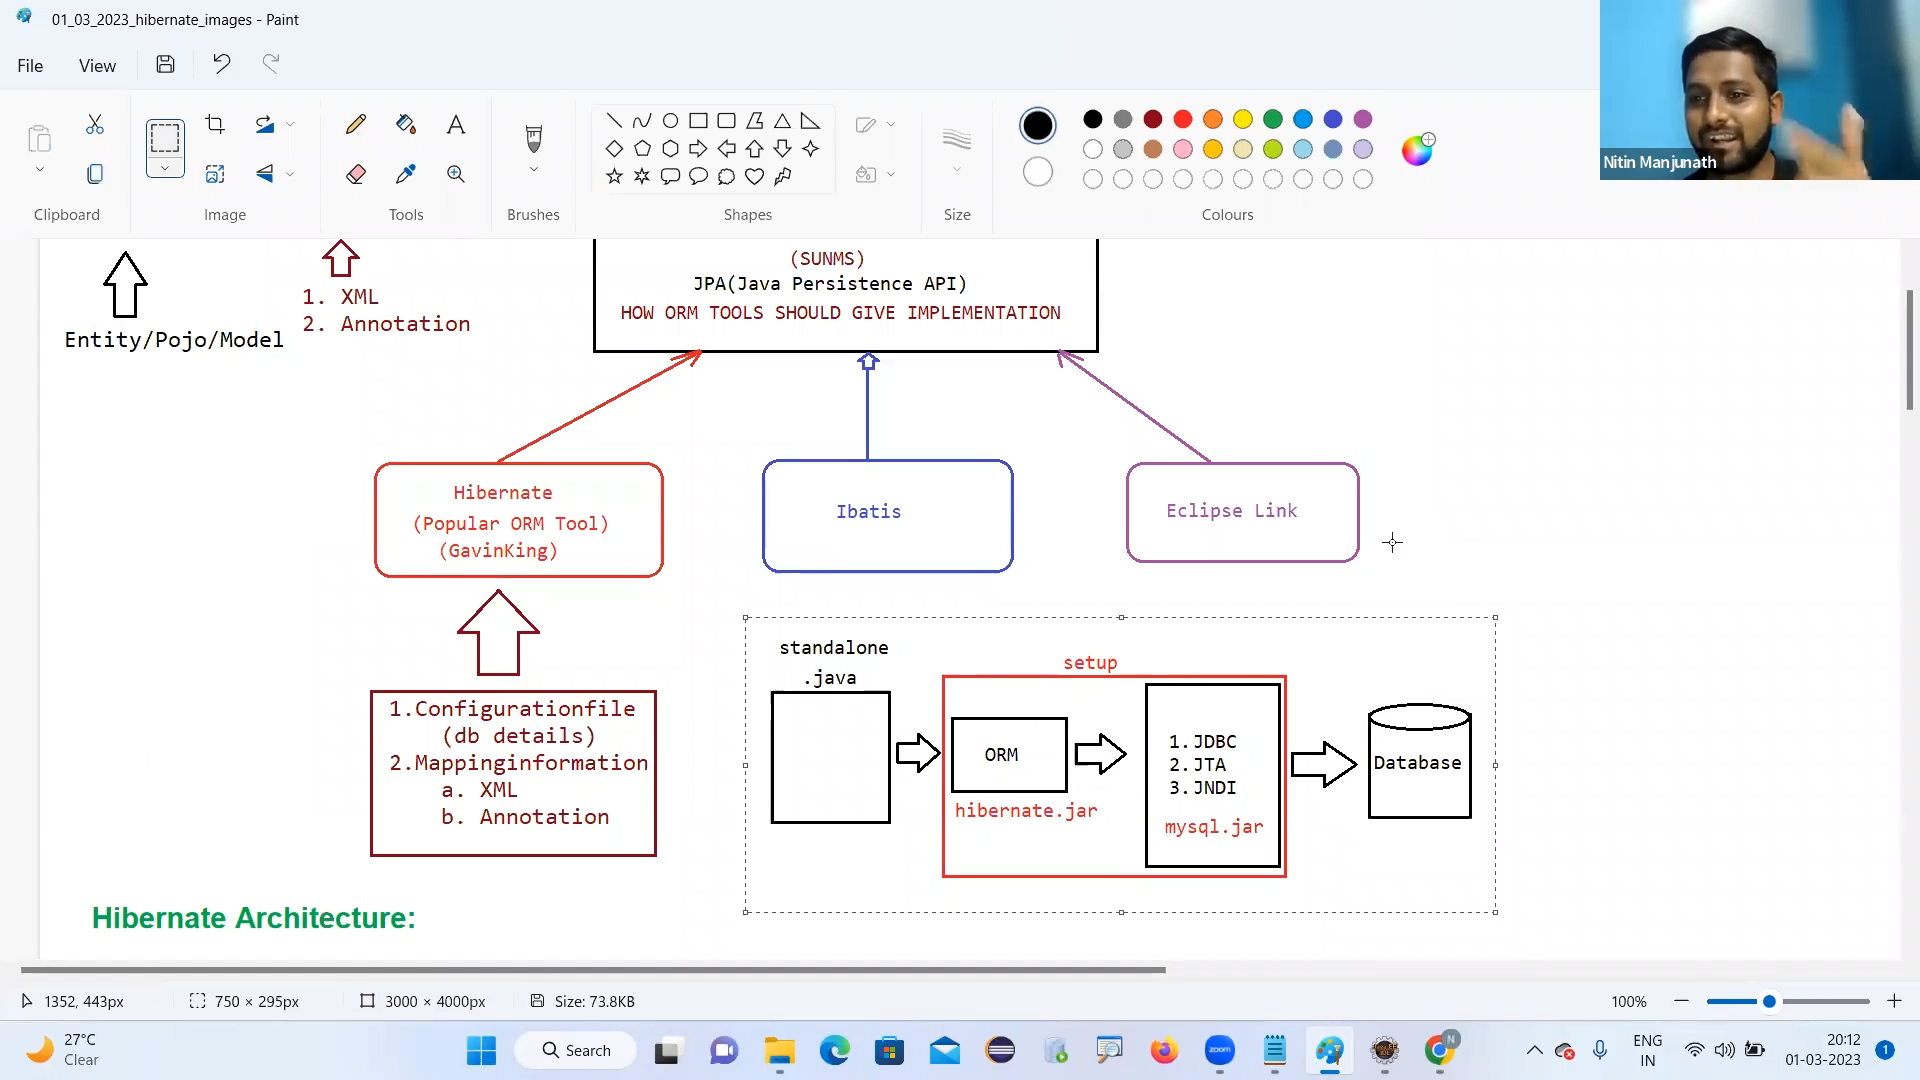 01_03_2023_hibernate_images - Paint
File
View
Clipboard
Image
Tools
Brushes
Shapes
Size
Colours
Nitin Manjunath
(SUNMS)
JPA(Java Persistence API)
HOW ORM TOOLS SHOULD GIVE IMPLEMENTATION
1. XML
2. Annotation
Entity/Pojo/Model
Hibernate
(Popular ORM Tool)
(GavinKing)
Ibatis
Eclipse Link
1.Configurationfile
(db details)
2.Mappinginformation
a. XML
b. Annotation
standalone
.java
setup
ORM
hibernate.jar
1.JDBC
2.JTA
3.JNDI
mysql.jar
Database
Hibernate Architecture:
1352, 443px
750 × 295px
3000 × 4000px
Size: 73.8KB
100%
27°C
Clear
Search
zoom
N
ENG
IN
20:12
01-03-2023
1